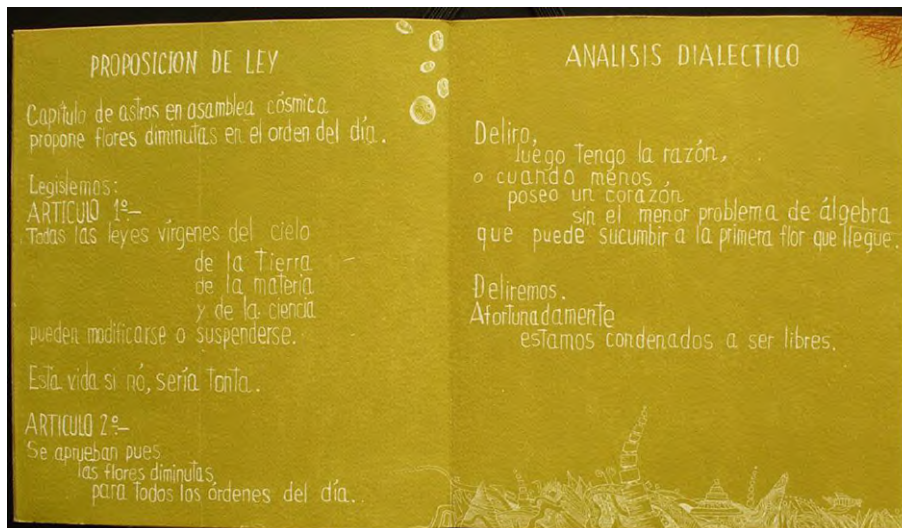 PROPOSICION DE LEY
Capítulo de astros en asamblea cósmica
propone flores diminutas en el orden del día.
Legislemos:
ARTICULO 1º—
Todas las leyes vírgenes del cielo
de la Tierra
de la materia
y de la ciencia
pueden modificarse o suspenderse.
Esta vida si nó, sería tonta.
ARTICULO 2º—
Se aprueban pues
las flores diminutas
para todos los órdenes del día.
ANALISIS DIALECTICO
Deliro,
luego Tengo la razón,
o cuando menos,
poseo un corazón
sin el menor problema de álgebra
que puede sucumbir a la primera flor que llegue.
Deliremos.
Afortunadamente
estamos condenados a ser libres.